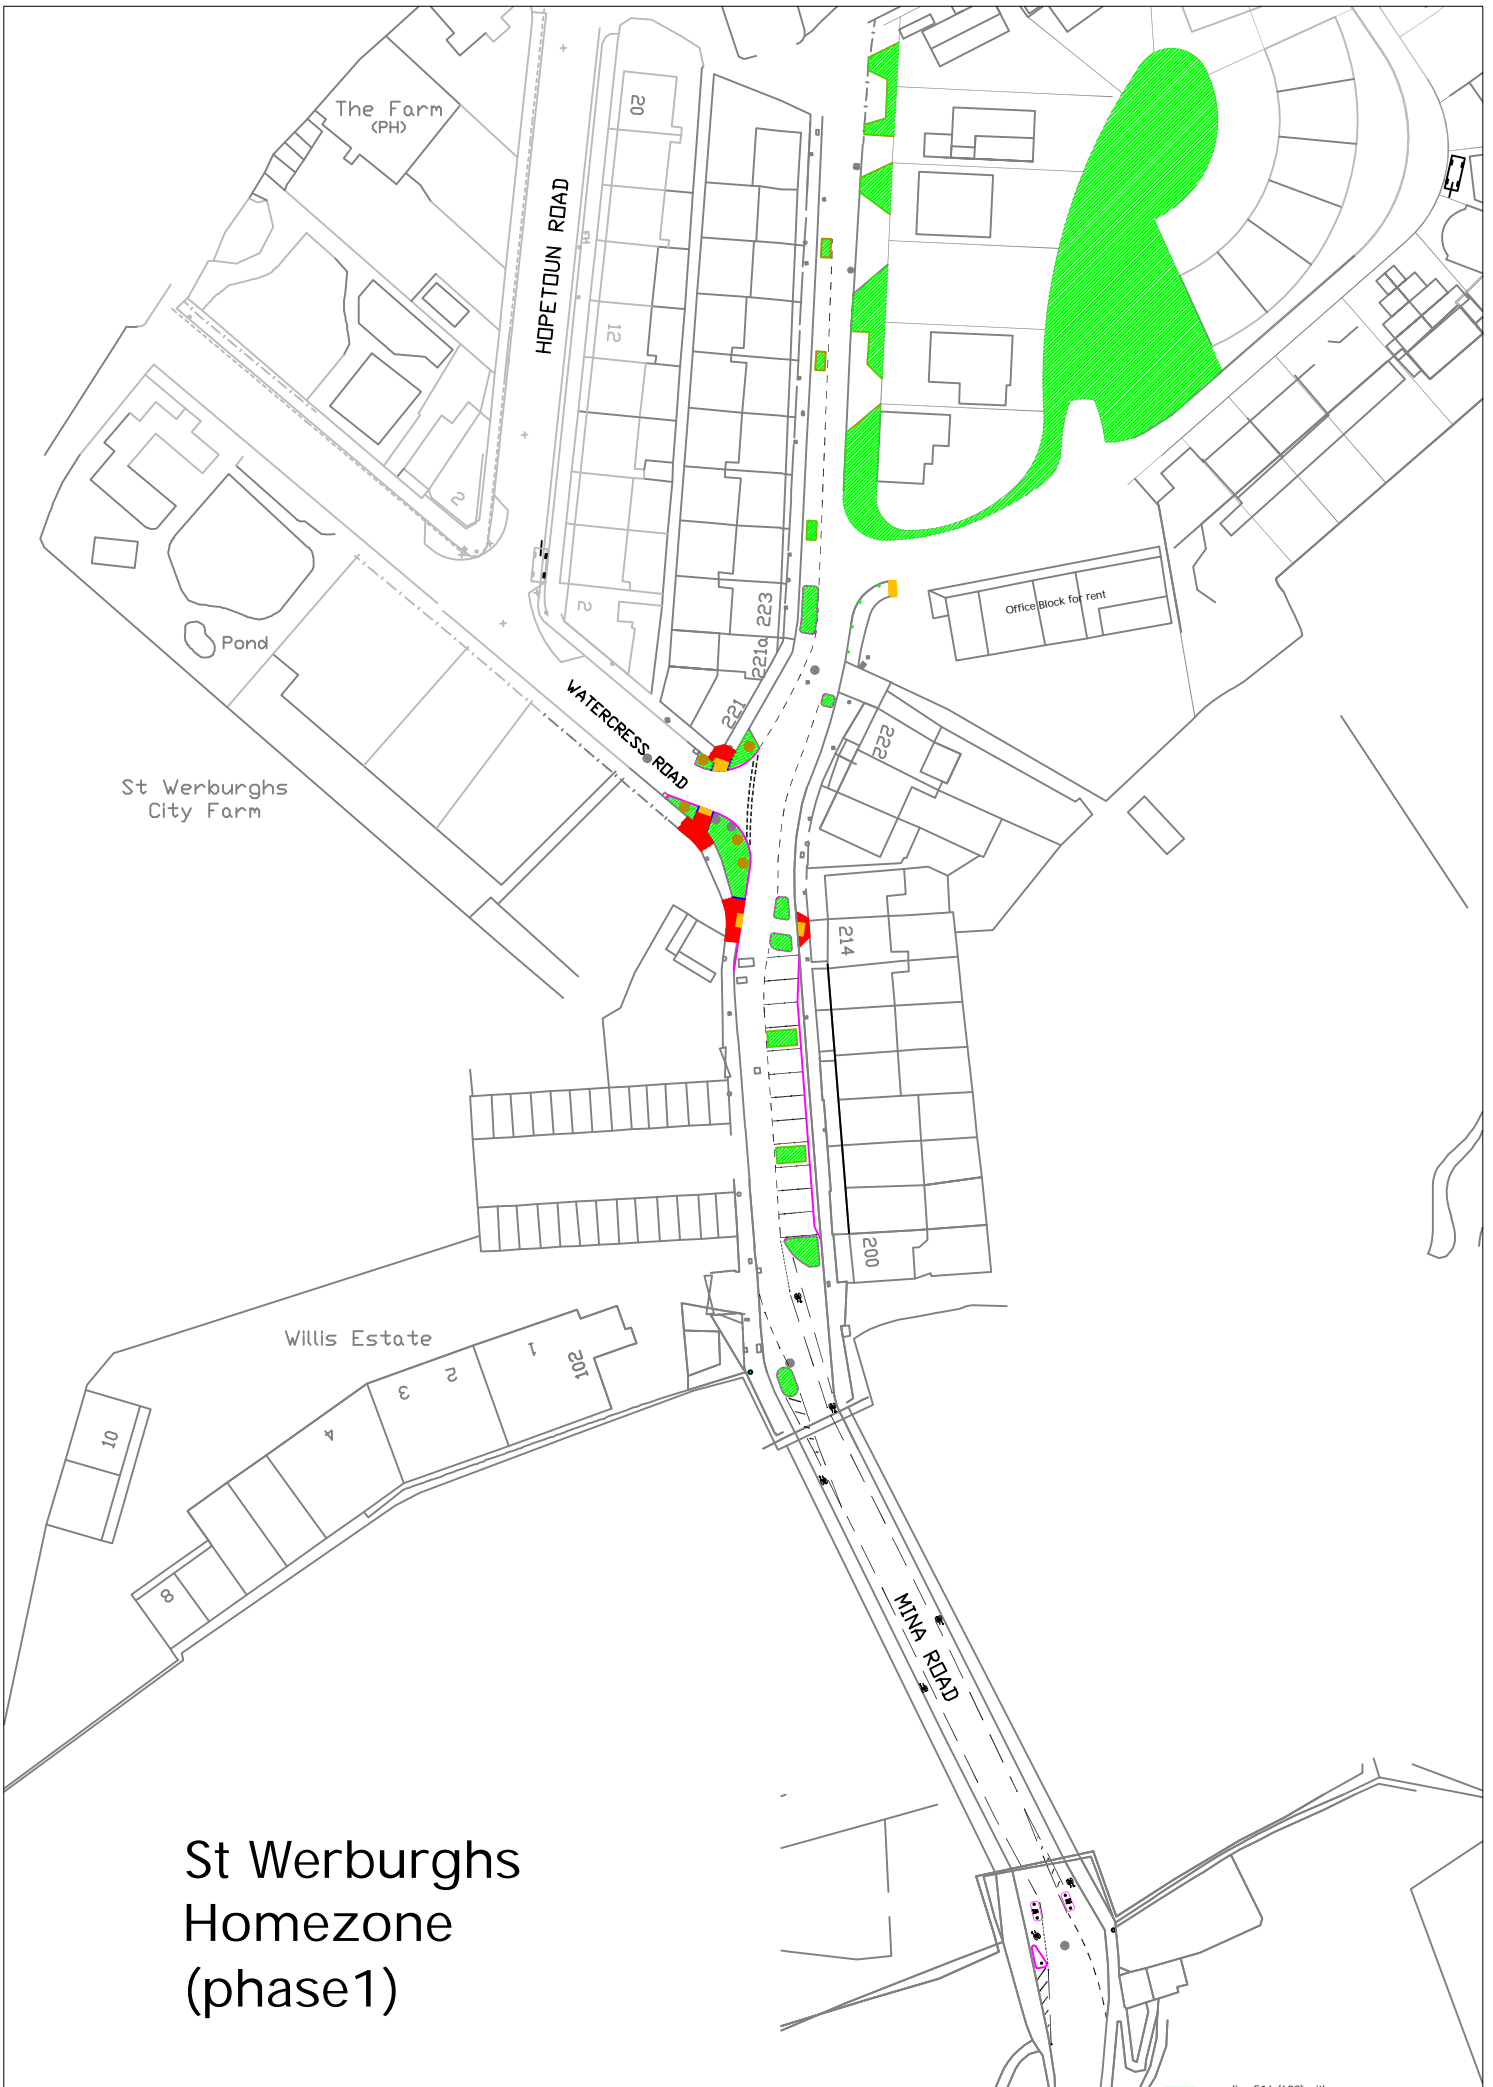 The Farm
(PH)
20
HOPETOUN ROAD
FH
12
2
2
223
221a
221
Office Block for rent
Pond
WATERCRESS ROAD
222
St Werburghs
City Farm
214
200
Willis Estate
1
2
3
4
102
10
8
MINA ROAD
St Werburghs
Homezone
(phase1)